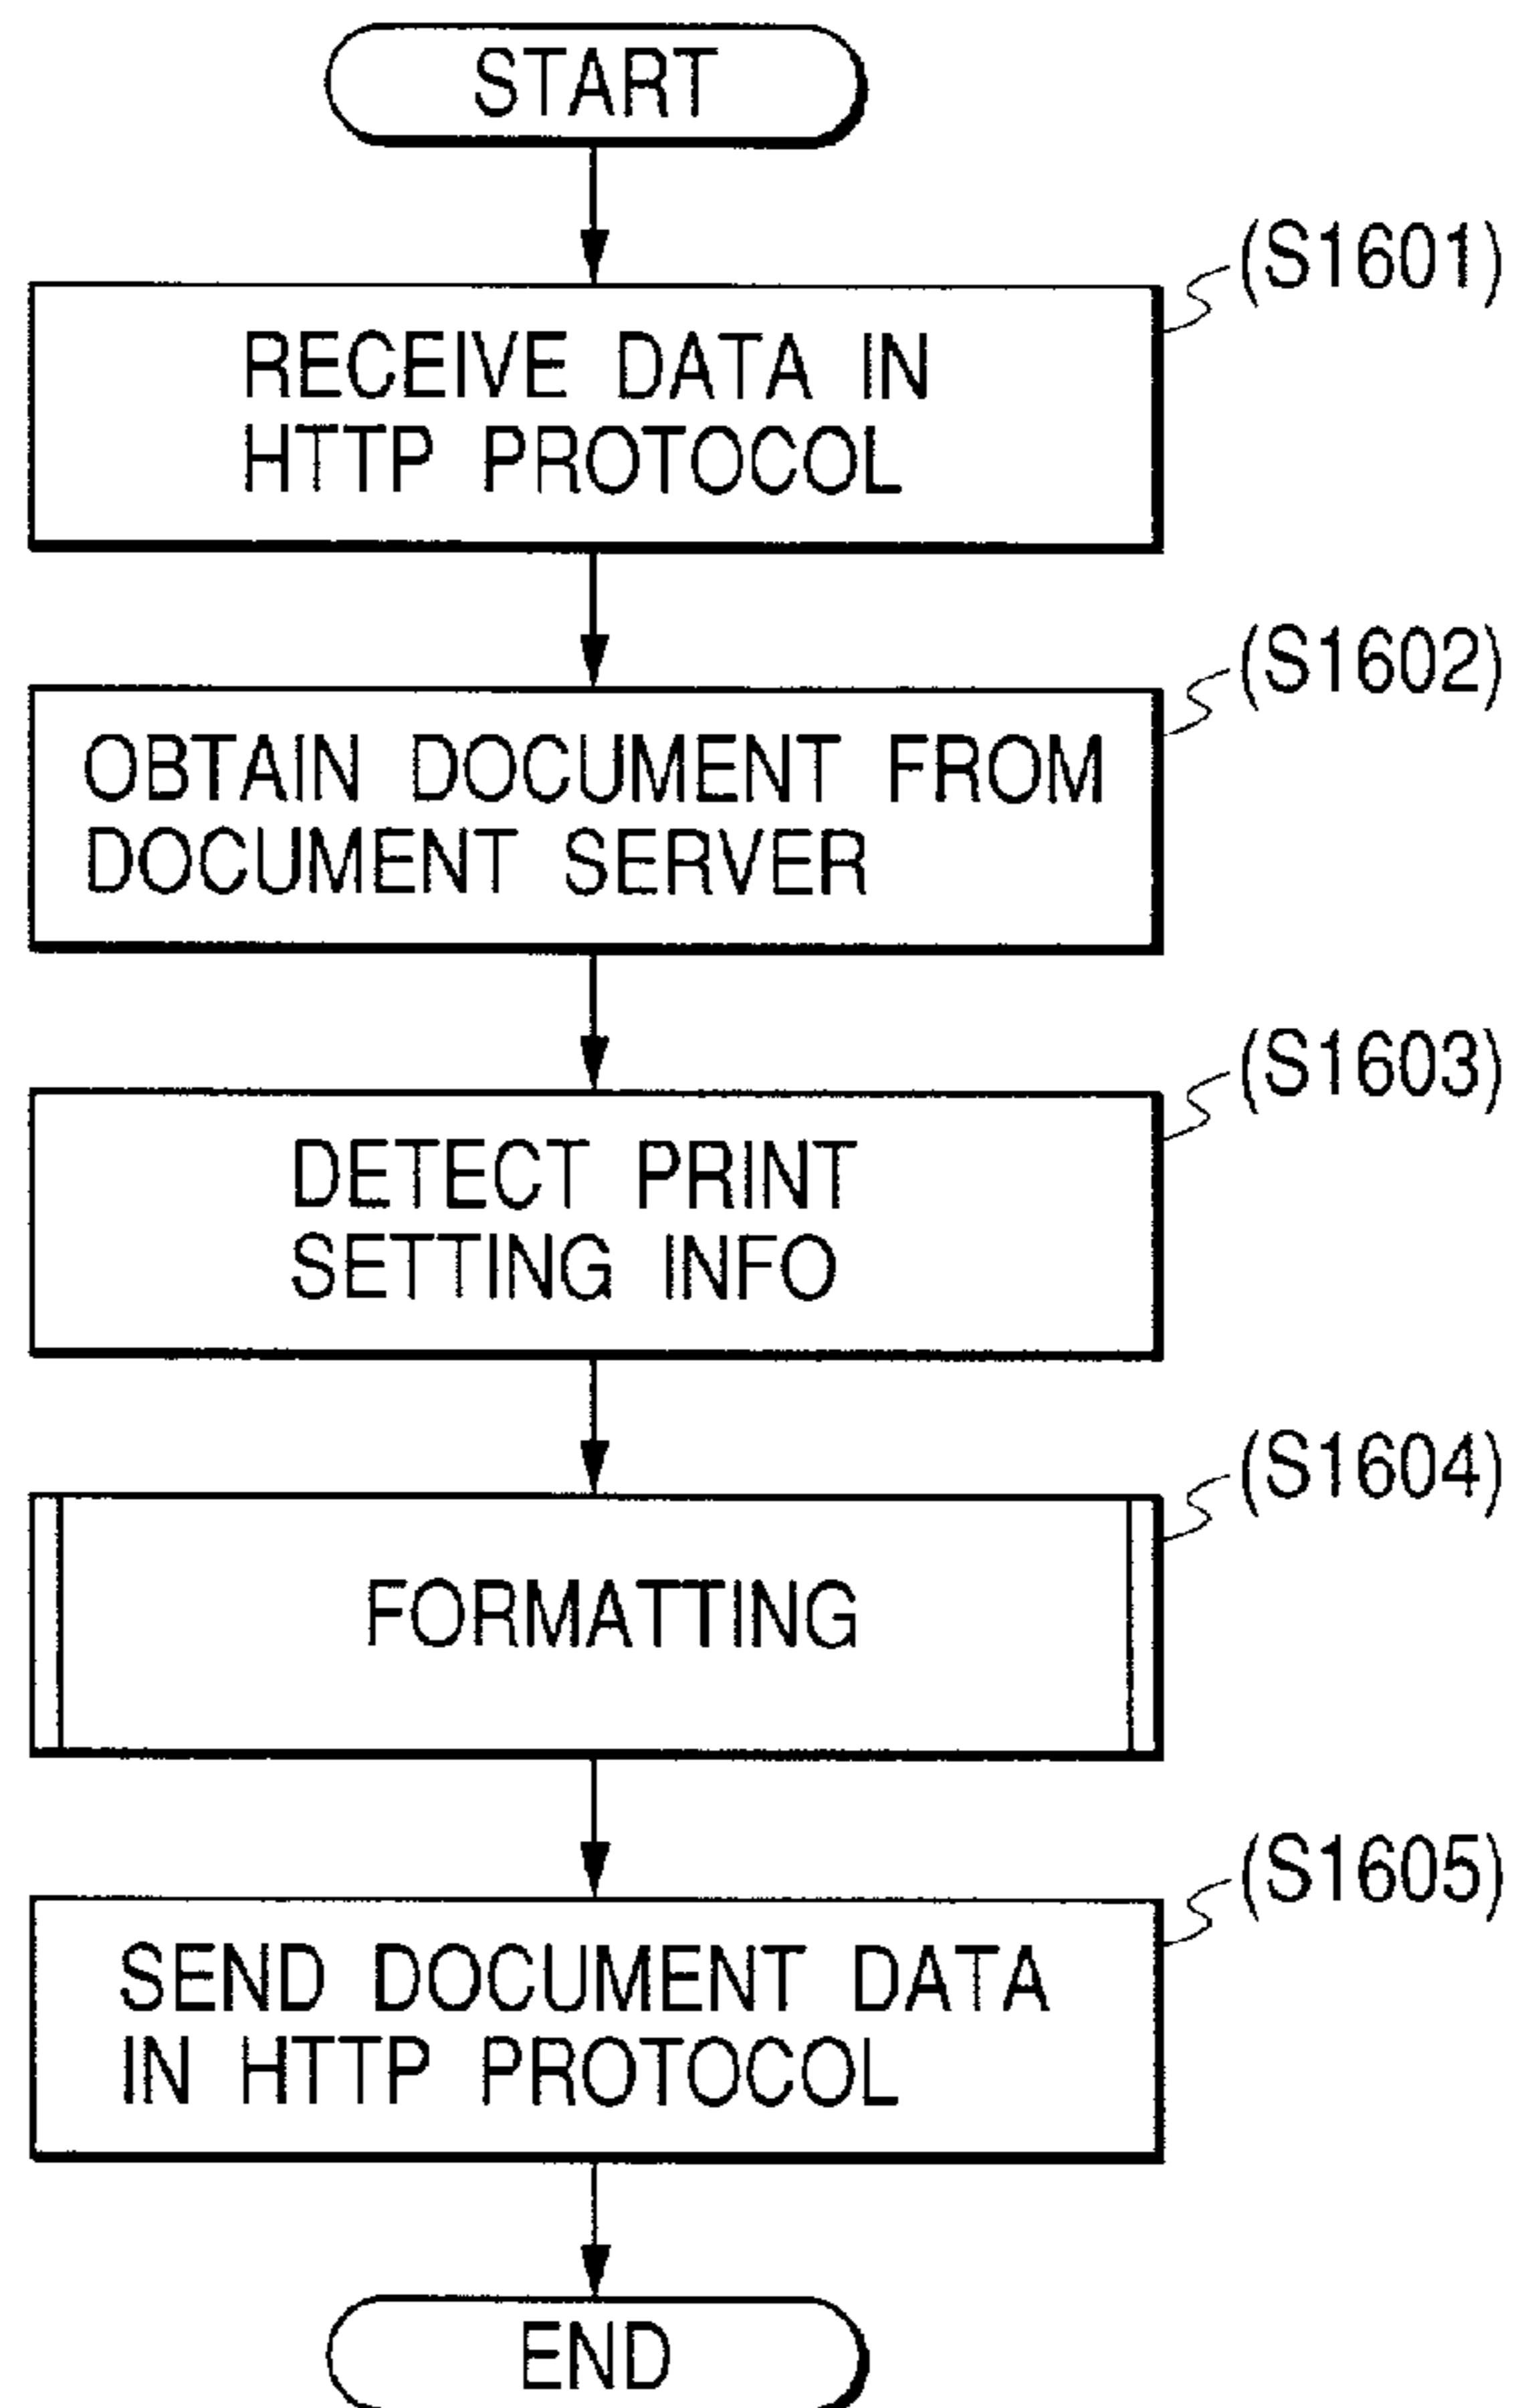 START
(S1601)
RECEIVE DATA IN
HTTP PROTOCOL
(S1602)
OBTAIN DOCUMENT FROM
DOCUMENT SERVER
(S1603)
DETECT PRINT
SETTING INFO
(S1604)
FORMATTING
(S1605)
SEND DOCUMENT DATA
IN HTTP PROTOCOL
END